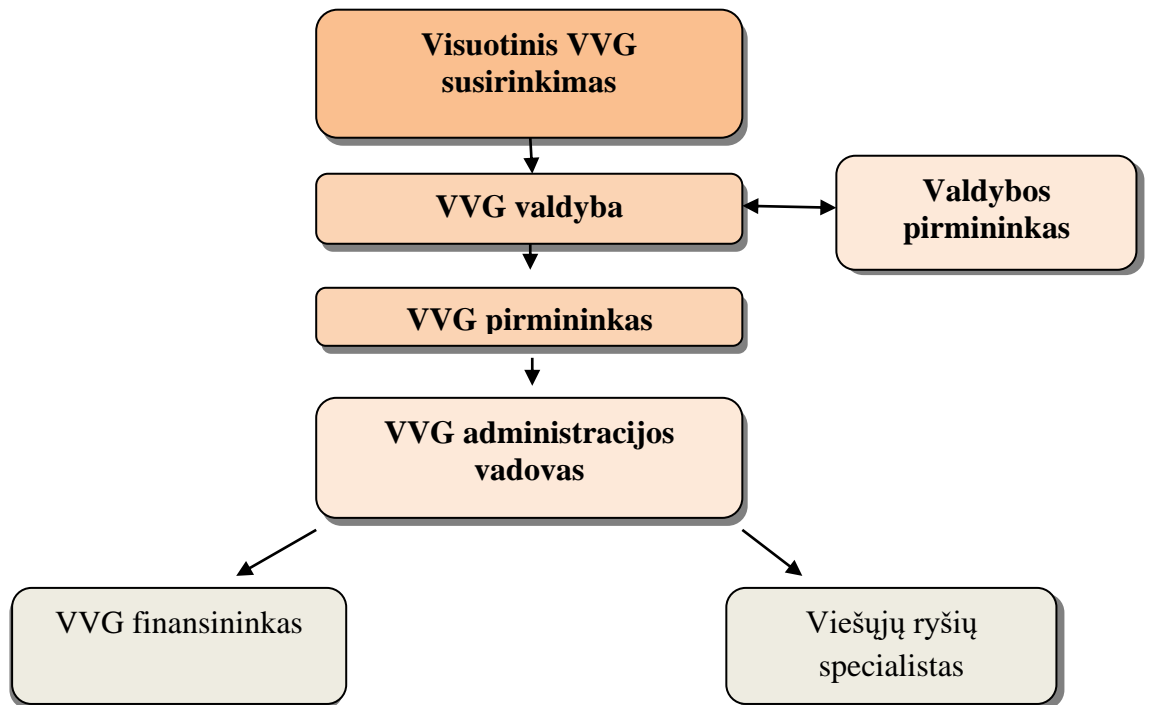 Visuotinis VVG
susirinkimas
VVG valdyba
Valdybos
pirmininkas
VVG pirmininkas
VVG administracijos
vadovas
VVG finansininkas
Viešųjų ryšių
specialistas